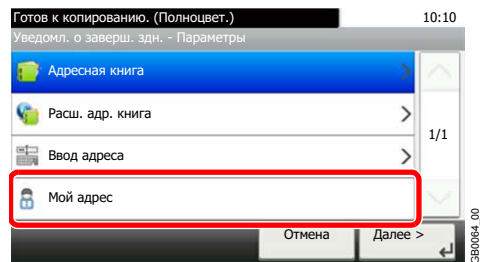 Готов к копированию. (Полноцвет.) 10:10
Уведомл. о заверш. здн. - Параметры
Адресная книга
Расш. адр. книга
1/1
Ввод адреса
Мой адрес
Отмена Далее >
GB0064_00